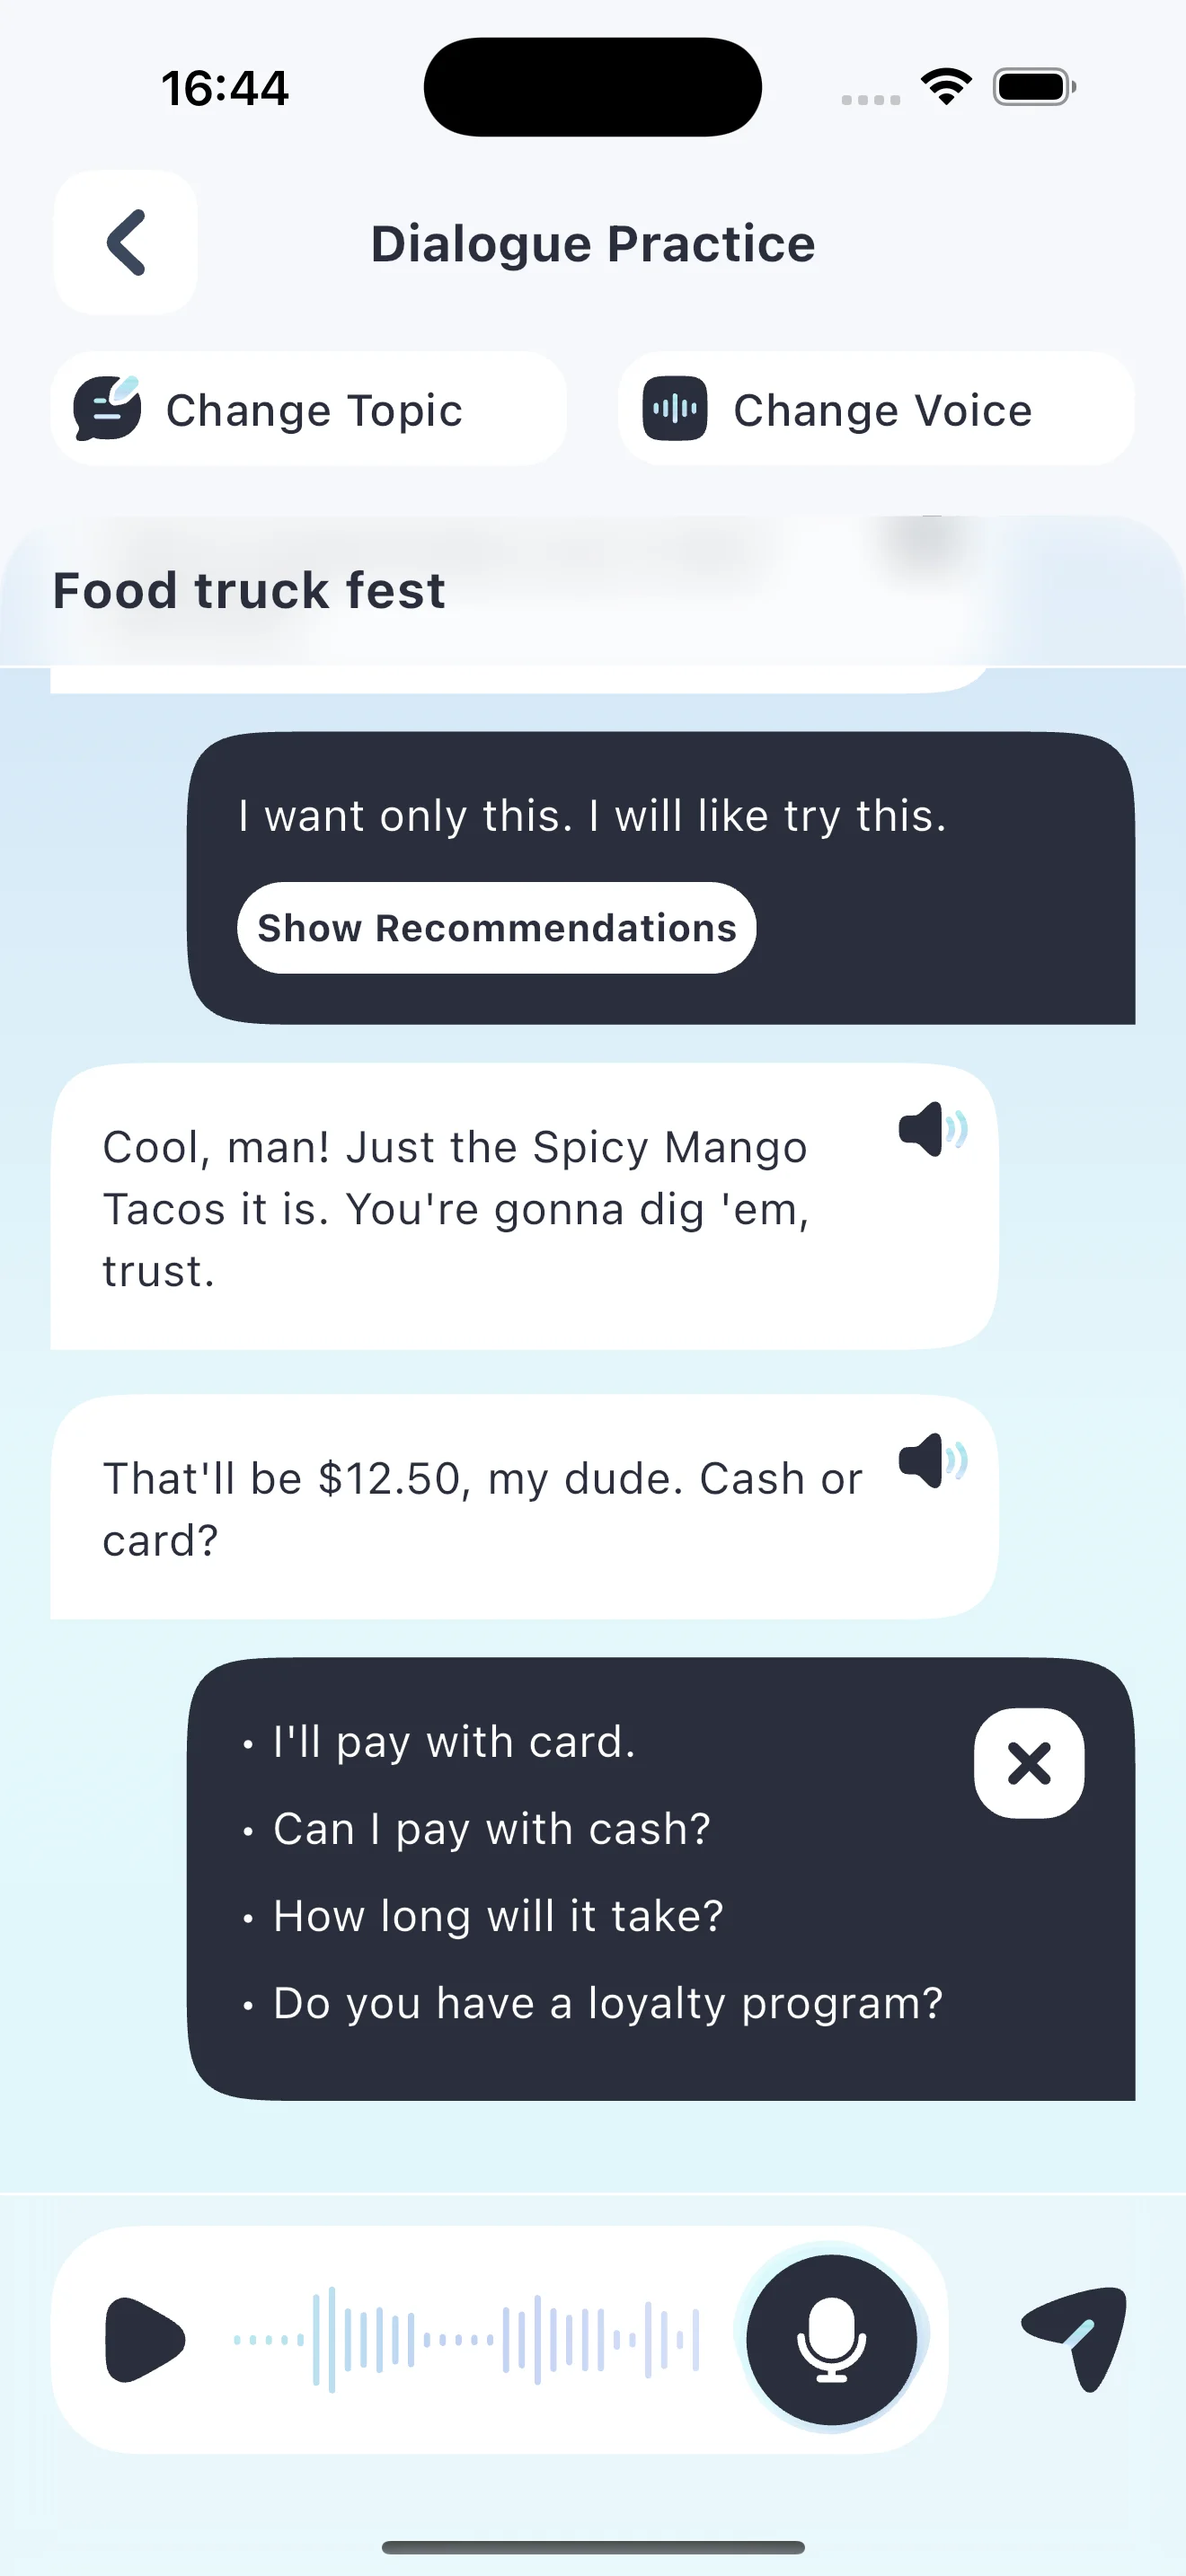 16:44
Dialogue Practice
Change Topic
Change Voice
Food truck fest
I want only this. I will like try this.
Show Recommendations
Cool, man! Just the Spicy Mango
Tacos it is. You're gonna dig 'em,
trust.
That'll be $12.50, my dude. Cash or
card?
• I'll pay with card.
• Can I pay with cash?
• How long will it take?
• Do you have a loyalty program?